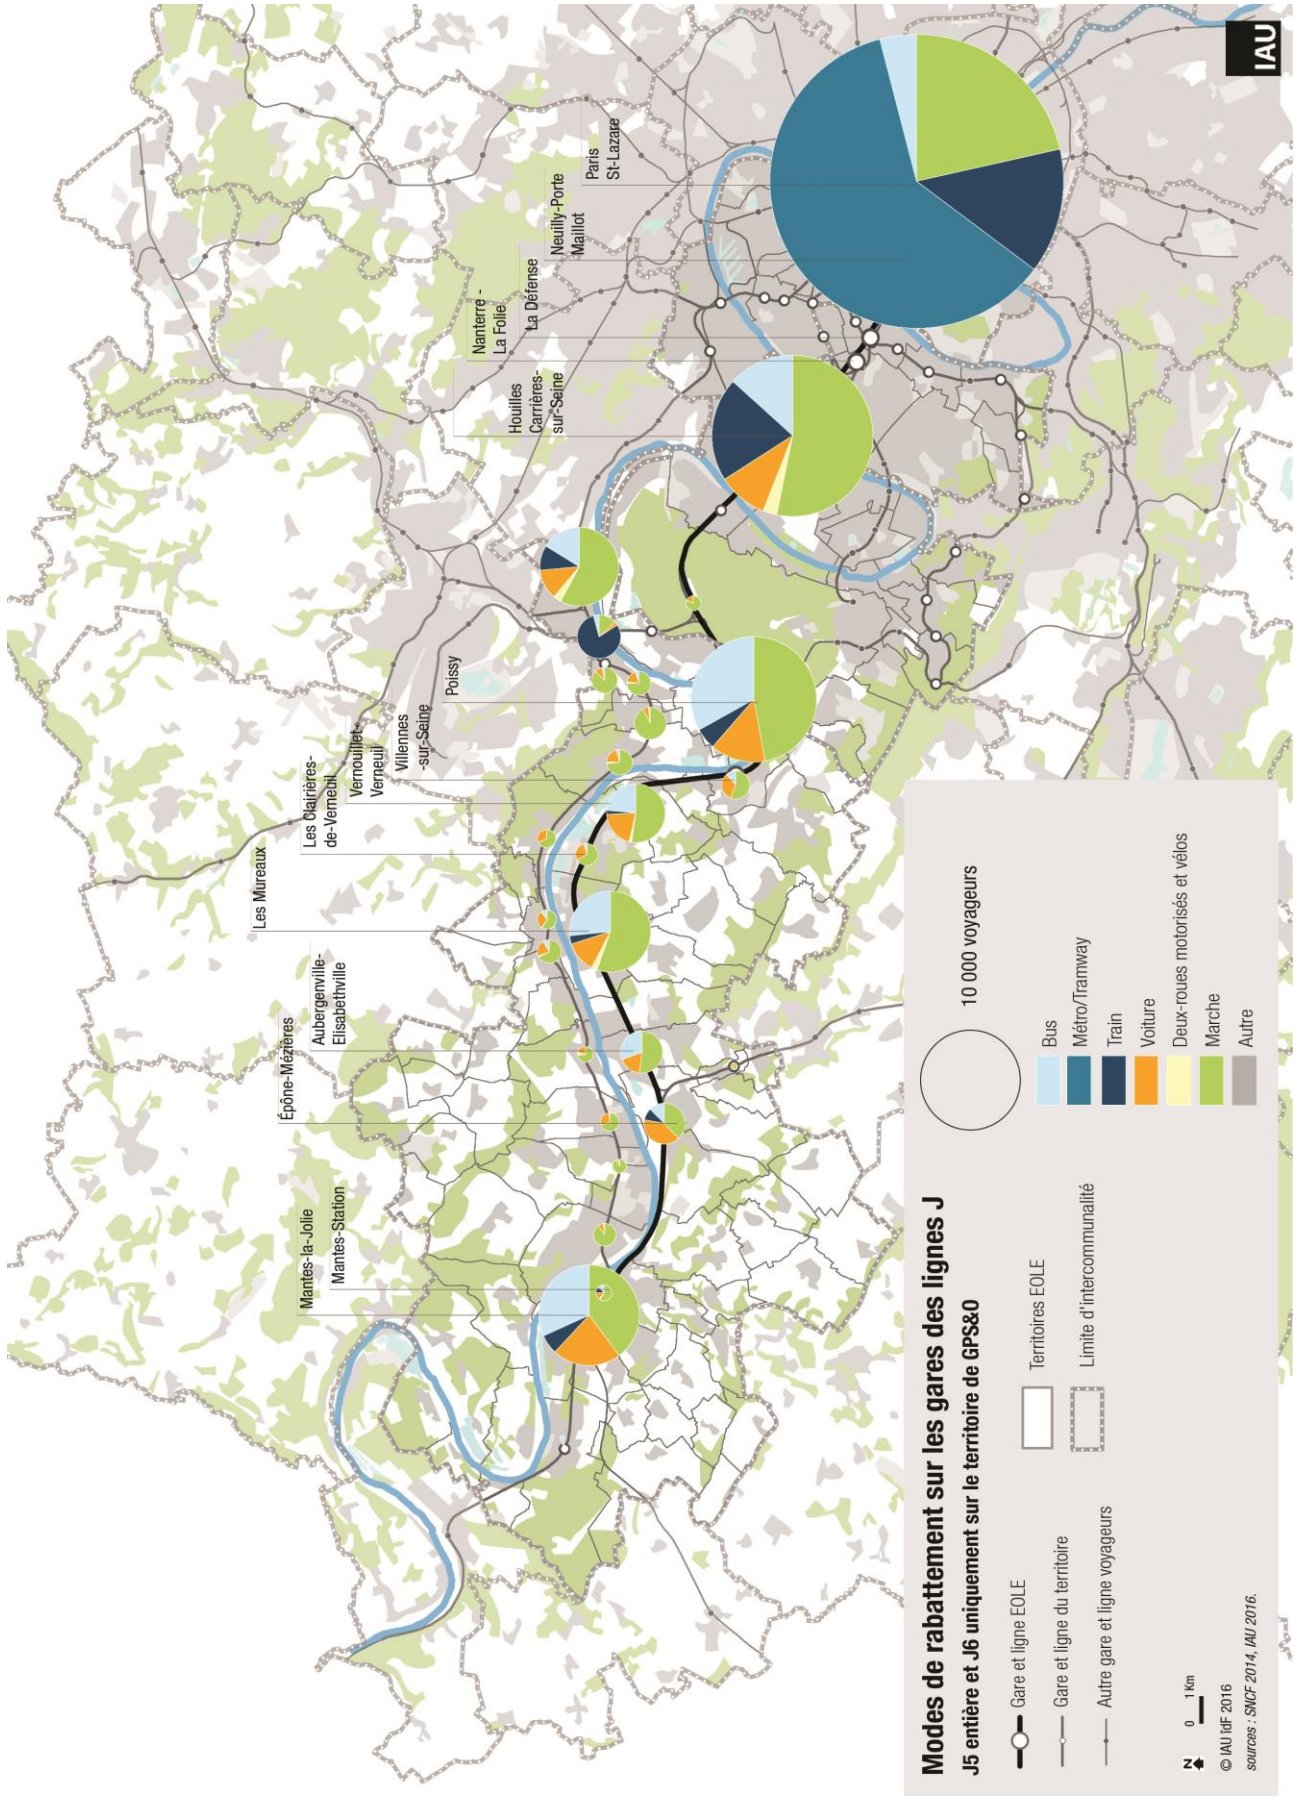 IAU
Paris
St-Lazare
Neuilly-Porte
Maillot
La Défense
Nanterre -
La Folie
Houilles
Carrières-
sur-Seine
Poissy
Villennes
-sur-Seine
Vernouillet-
Verneuil
Les Clairières-
de-Verneuil
Les Mureaux
Aubergenville-
Elisabethville
Épône-Mézières
Mantes-Station
Mantes-la-Jolie
Modes de rabattement sur les gares des lignes J
J5 entière et J6 uniquement sur le territoire de GPS&O
Gare et ligne EOLE
Gare et ligne du territoire
Autre gare et ligne voyageurs
Territoires EOLE
Limite d'intercommunalité
10 000 voyageurs
Bus
Métro/Tramway
Train
Voiture
Deux-roues motorisés et vélos
Marche
Autre
N
0 1 Km
© IAU îdF 2016
sources : SNCF 2014, IAU 2016.